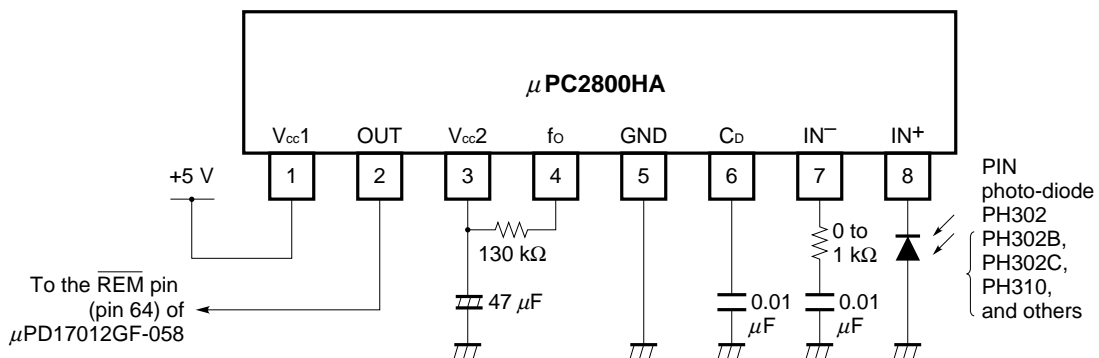 μPC2800HA
Vcc1 OUT Vcc2 fO GND CD IN− IN+
1 2 3 4 5 6 7 8
+5 V
130 kΩ
47 μF
0.01
μF
0 to
1 kΩ
0.01
μF
PIN
photo-diode
PH302
PH302B,
PH302C,
PH310,
and others
To the R̅E̅M̅ pin
(pin 64) of
μPD17012GF-058